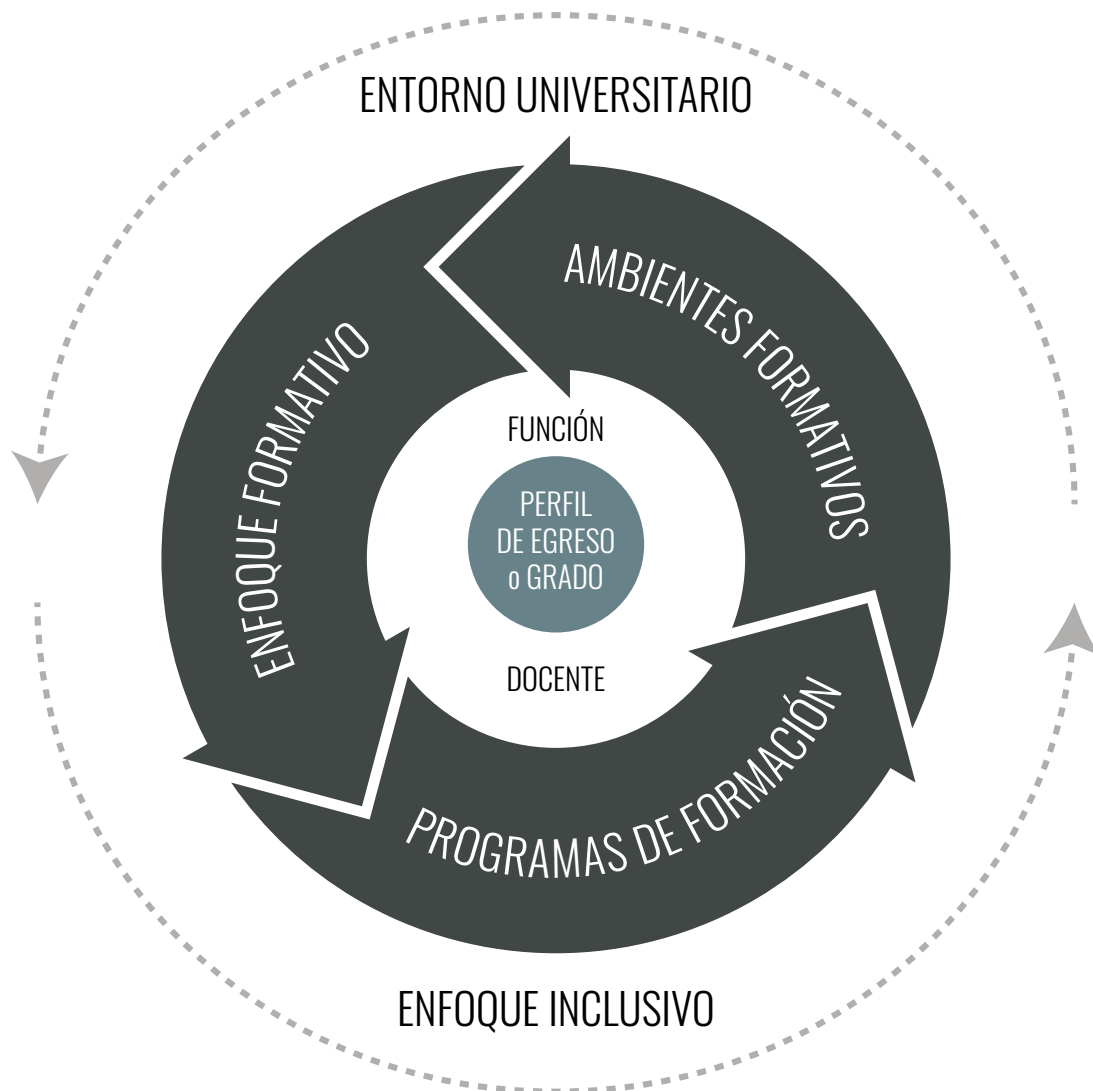 ENTORNO UNIVERSITARIO
AMBIENTES FORMATIVOS
ENFOQUE FORMATIVO
FUNCIÓN
PERFIL
DE EGRESO
o GRADO
DOCENTE
PROGRAMAS DE FORMACIÓN
ENFOQUE INCLUSIVO